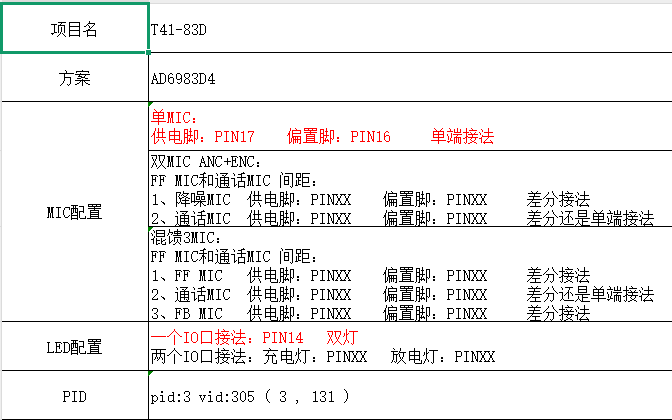 项目名 T41-83D
方案 AD6983D4
MIC配置
单MIC:
供电脚: PIN17 偏置脚: PIN16 单端接法
双MIC ANC+ENC:
FF MIC和通话MIC 间距:
1、降噪MIC 供电脚: PINXX 偏置脚: PINXX 差分接法
2、通话MIC 供电脚: PINXX 偏置脚: PINXX 差分还是单端接法
混馈3MIC:
FF MIC和通话MIC 间距:
1、FF MIC 供电脚: PINXX 偏置脚: PINXX 差分接法
2、通话MIC 供电脚: PINXX 偏置脚: PINXX 差分还是单端接法
3、FB MIC 供电脚: PINXX 偏置脚: PINXX 差分接法
LED配置
一个IO口接法: PIN14 双灯
两个IO口接法: 充电灯: PINXX 放电灯: PINXX
PID pid:3 vid:305 ( 3 , 131 )